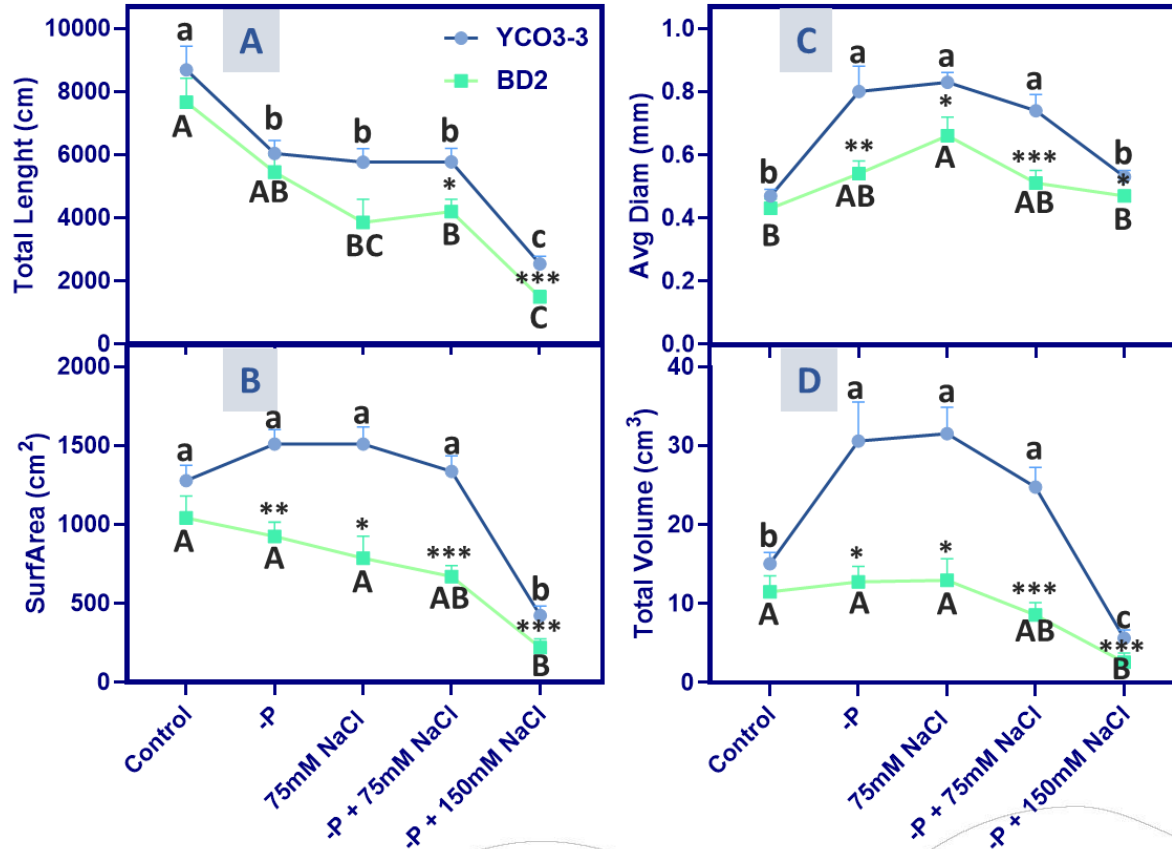 A
YCO3-3
BD2
Total Lenght (cm)
10000
8000
6000
4000
2000
0
a
b
b
b
c
A
AB
BC
*
B
***
C
C
Avg Diam (mm)
1.0
0.8
0.6
0.4
0.2
0.0
b
a
a
a
b
B
**
AB
*
A
***
AB
*
B
B
SurfArea (cm2)
2000
1500
1000
500
0
a
a
a
a
b
A
**
A
*
A
***
AB
***
B
Control
-P
75mM NaCl
-P + 75mM NaCl
-P + 150mM NaCl
D
Total Volume (cm3)
40
30
20
10
0
b
a
a
a
c
A
*
A
*
A
***
AB
***
B
Control
-P
75mM NaCl
-P + 75mM NaCl
-P + 150mM NaCl